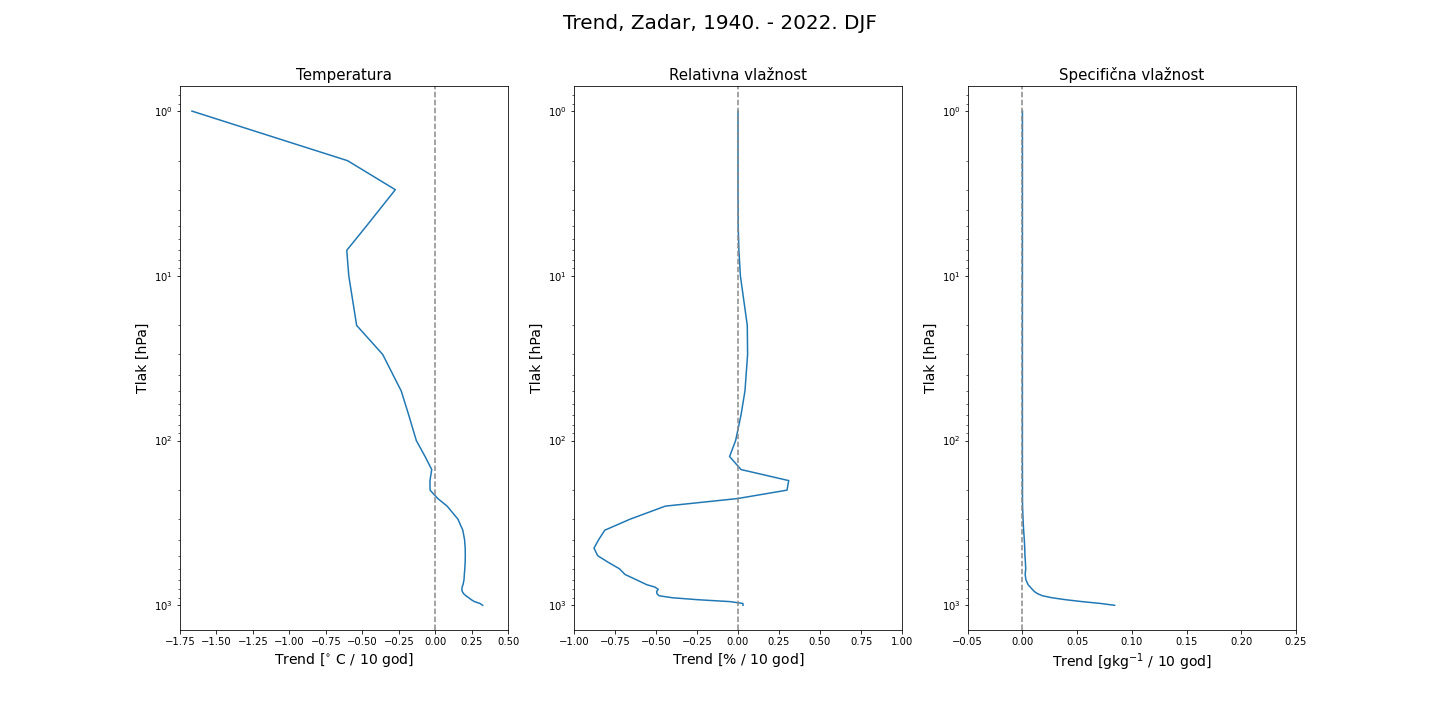 Trend, Zadar, 1940. - 2022. DJF
Temperatura
10⁰
10¹
10²
10³
Tlak [hPa]
−1.75 −1.50 −1.25 −1.00 −0.75 −0.50 −0.25 0.00 0.25 0.50
Trend [° C / 10 god]
Relativna vlažnost
10⁰
10¹
10²
10³
Tlak [hPa]
−1.00 −0.75 −0.50 −0.25 0.00 0.25 0.50 0.75 1.00
Trend [% / 10 god]
Specifična vlažnost
10⁰
10¹
10²
10³
Tlak [hPa]
−0.05 0.00 0.05 0.10 0.15 0.20 0.25
Trend [gkg⁻¹ / 10 god]